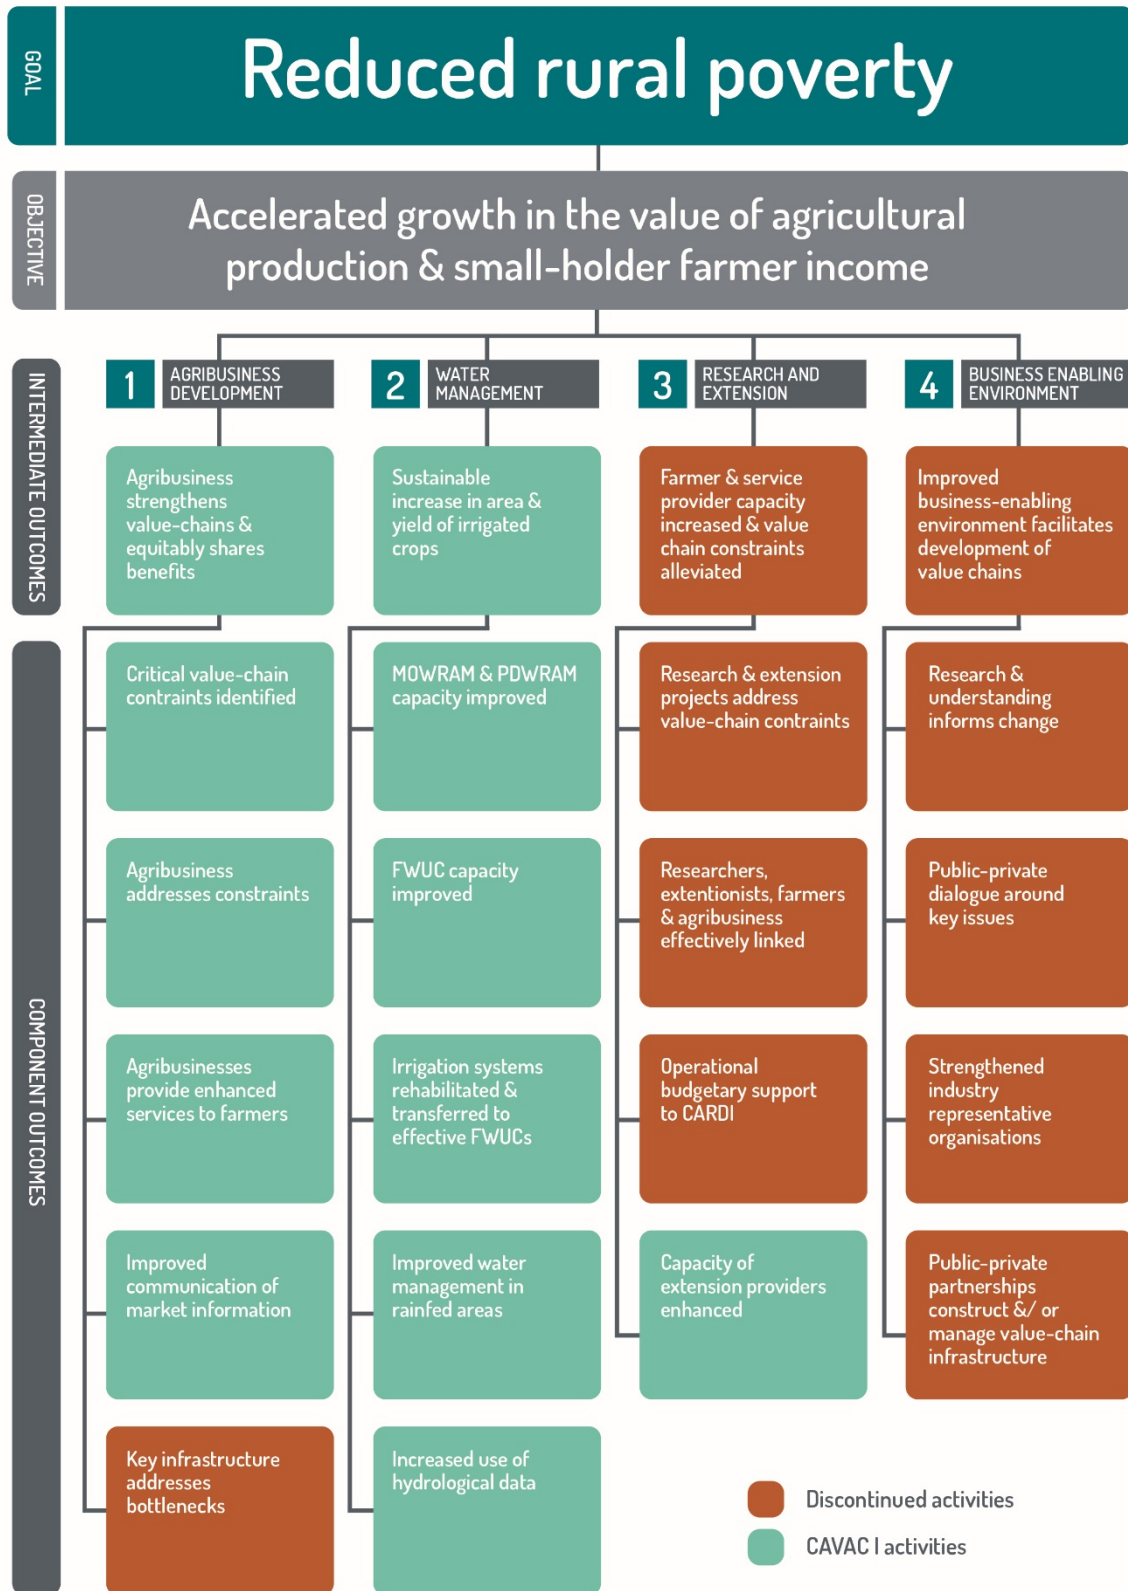 GOAL
Reduced rural poverty
OBJECTIVE
Accelerated growth in the value of agricultural
production & small-holder farmer income
INTERMEDIATE OUTCOMES
1
AGRIBUSINESS
DEVELOPMENT
2
WATER
MANAGEMENT
3
RESEARCH AND
EXTENSION
4
BUSINESS ENABLING
ENVIRONMENT
Agribusiness
strengthens
value-chains &
equitably shares
benefits
Sustainable
increase in area &
yield of irrigated
crops
Farmer & service
provider capacity
increased & value
chain constraints
alleviated
Improved
business-enabling
environment facilitates
development of
value chains
COMPONENT OUTCOMES
Critical value-chain
contraints identified
MOWRAM & PDWRAM
capacity improved
Research & extension
projects address
value-chain contraints
Research &
understanding
informs change
Agribusiness
addresses constraints
FWUC capacity
improved
Researchers,
extentionists, farmers
& agribusiness
effectively linked
Public-private
dialogue around
key issues
Agribusinesses
provide enhanced
services to farmers
Irrigation systems
rehabilitated &
transferred to
effective FWUCs
Operational
budgetary support
to CARDI
Strengthened
industry
representative
organisations
Improved
communication of
market information
Improved water
management in
rainfed areas
Capacity of
extension providers
enhanced
Public-private
partnerships
construct &/ or
manage value-chain
infrastructure
Key infrastructure
addresses
bottlenecks
Increased use of
hydrological data
Discontinued activities
CAVAC I activities